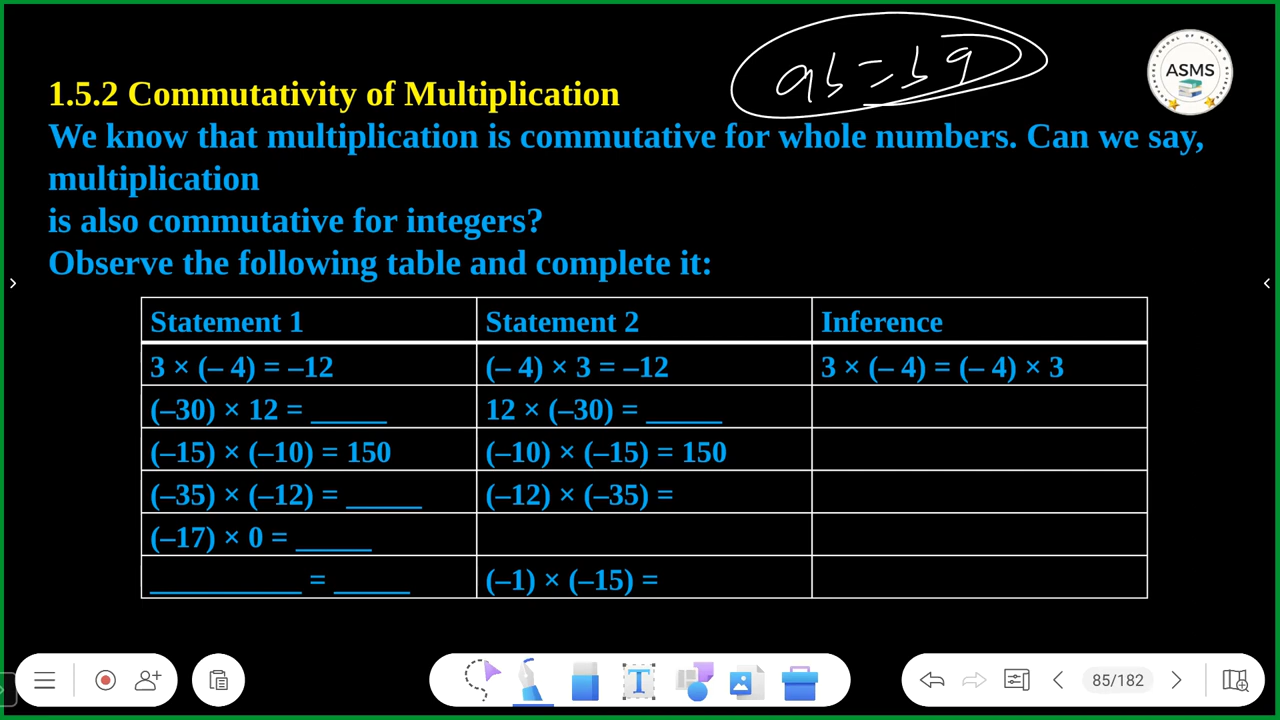 ab = ba
ASMS
1.5.2 Commutativity of Multiplication
We know that multiplication is commutative for whole numbers. Can we say,
multiplication
is also commutative for integers?
Observe the following table and complete it:
Statement 1 Statement 2 Inference
3 × (– 4) = –12 (– 4) × 3 = –12 3 × (– 4) = (– 4) × 3
(–30) × 12 = _____ 12 × (–30) = _____
(–15) × (–10) = 150 (–10) × (–15) = 150
(–35) × (–12) = _____ (–12) × (–35) =
(–17) × 0 = _____
__________ = _____ (–1) × (–15) =
85/182